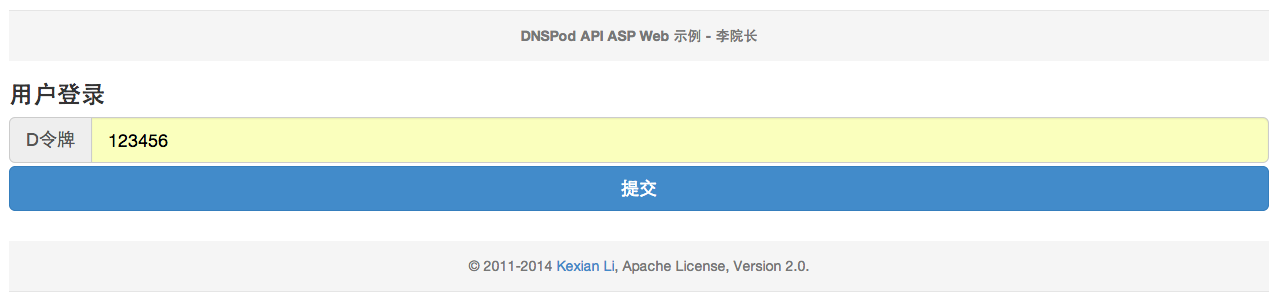 DNSPod API ASP Web 示例 - 李院长
用户登录
D令牌 123456
提交
© 2011-2014 Kexian Li, Apache License, Version 2.0.